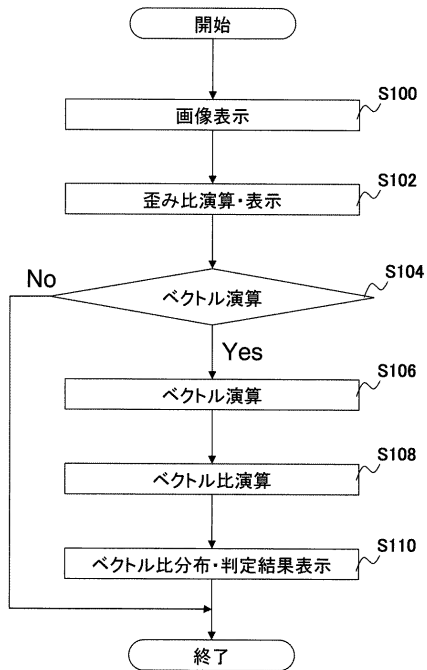 開始
S100
画像表示
S102
歪み比演算・表示
S104
No
ベクトル演算
Yes
S106
ベクトル演算
S108
ベクトル比演算
S110
ベクトル比分布・判定結果表示
終了